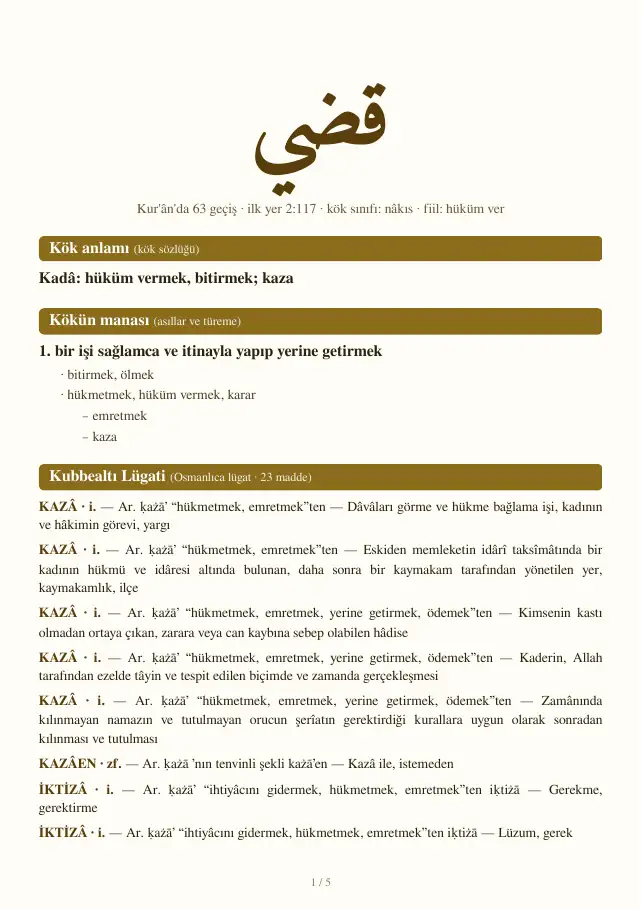 قضي
Kur'ân'da 63 geçiş · ilk yer 2:117 · kök sınıfı: nâkıs · fiil: hüküm ver
Kök anlamı (kök sözlüğü)
Kadâ: hüküm vermek, bitirmek; kaza
Kökün manası (asıllar ve türeme)
1. bir işi sağlamca ve itinayla yapıp yerine getirmek
· bitirmek, ölmek
· hükmetmek, hüküm vermek, karar
– emretmek
– kaza
Kubbealtı Lügati (Osmanlıca lügat · 23 madde)
KAZÂ · i. — Ar. ḳażāʾ “hükmetmek, emretmek”ten — Dâvâları görme ve hükme bağlama işi, kadının
ve hâkimin görevi, yargı
KAZÂ · i. — Ar. ḳażāʾ “hükmetmek, emretmek”ten — Eskiden memleketin idârî taksîmâtında bir
kadının hükmü ve idâresi altında bulunan, daha sonra bir kaymakam tarafından yönetilen yer,
kaymakamlık, ilçe
KAZÂ · i. — Ar. ḳażāʾ “hükmetmek, emretmek, yerine getirmek, ödemek”ten — Kimsenin kastı
olmadan ortaya çıkan, zarara veya can kaybına sebep olabilen hâdise
KAZÂ · i. — Ar. ḳażāʾ “hükmetmek, emretmek, yerine getirmek, ödemek”ten — Kaderin, Allah
tarafından ezelde tâyin ve tespit edilen biçimde ve zamanda gerçekleşmesi
KAZÂ · i. — Ar. ḳażāʾ “hükmetmek, emretmek, yerine getirmek, ödemek”ten — Zamânında
kılınmayan namazın ve tutulmayan orucun şerîatın gerektirdiği kurallara uygun olarak sonradan
kılınması ve tutulması
KAZÂEN · zf. — Ar. ḳażā ʾnın tenvinli şekli ḳażāʾen — Kazâ ile, istemeden
İKTİZÂ · i. — Ar. ḳażāʾ “ihtiyâcını gidermek, hükmetmek, emretmek”ten iḳtiżā — Gerekme,
gerektirme
İKTİZÂ · i. — Ar. ḳażāʾ “ihtiyâcını gidermek, hükmetmek, emretmek”ten iḳtiżā — Lüzum, gerek
1 / 5